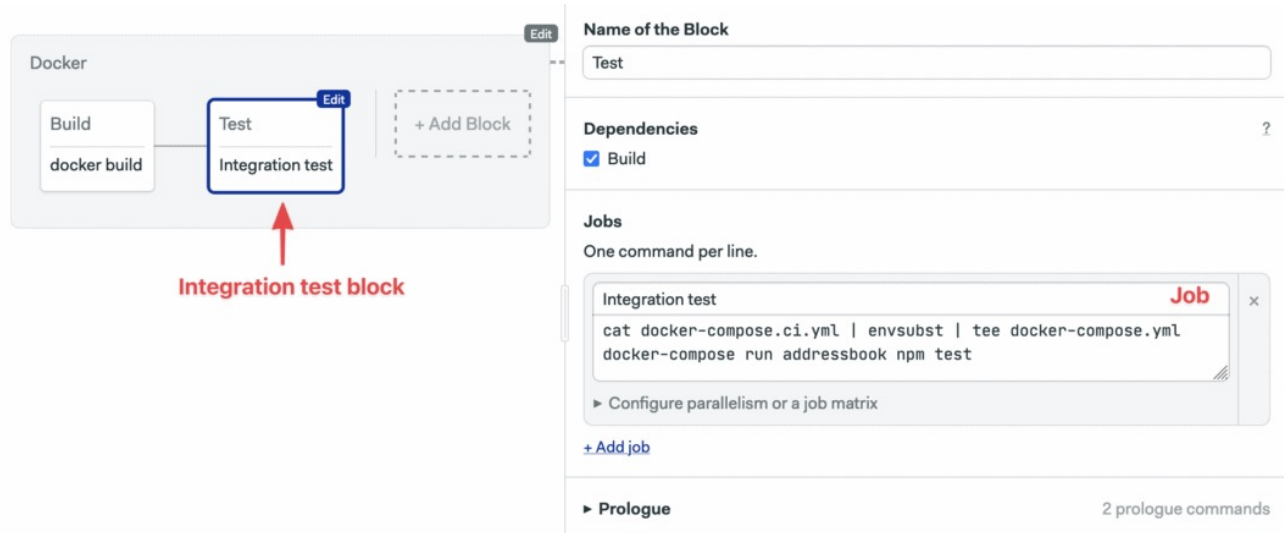 Edit
Docker
Edit
Build
Test
+ Add Block
docker build
Integration test
Integration test block
Name of the Block
Test
Dependencies
?
Build
Jobs
One command per line.
Integration test
Job
×
cat docker-compose.ci.yml | envsubst | tee docker-compose.yml
docker-compose run addressbook npm test
▸ Configure parallelism or a job matrix
+ Add job
▸ Prologue
2 prologue commands